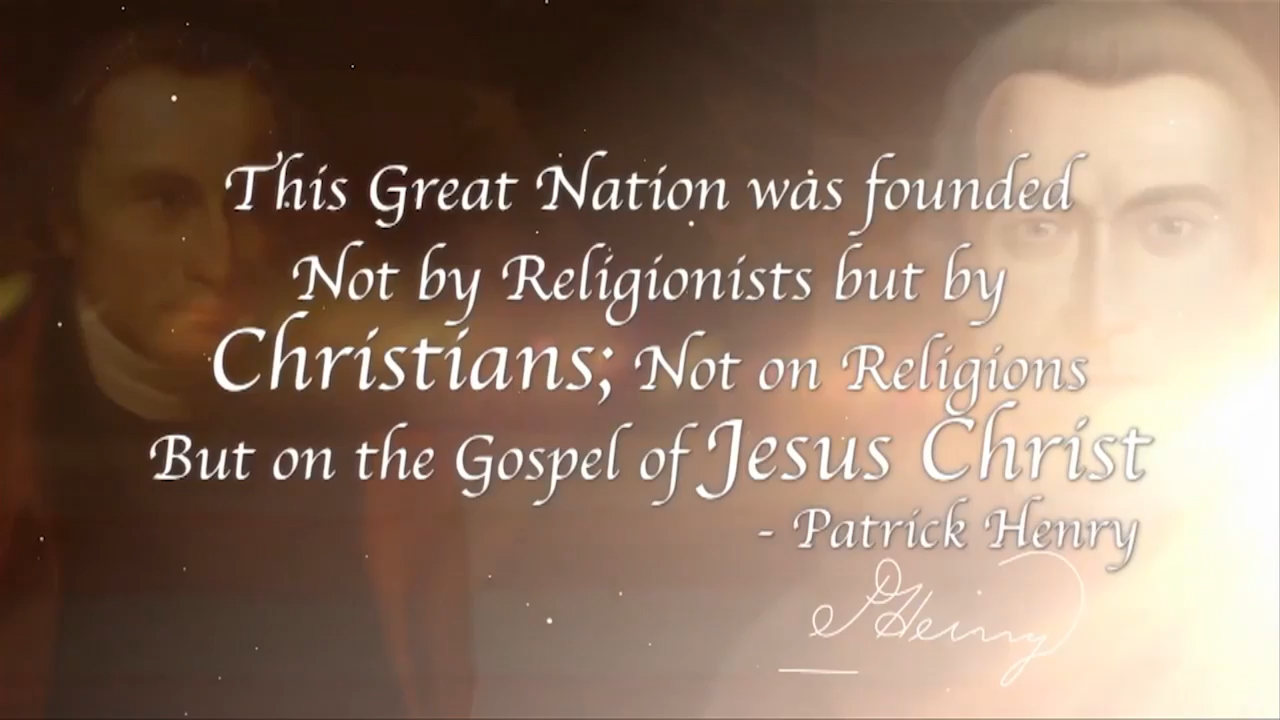 This Great Nation was founded
Not by Religionists but by
Christians; Not on Religions
But on the Gospel of Jesus Christ
- Patrick Henry
PHenry